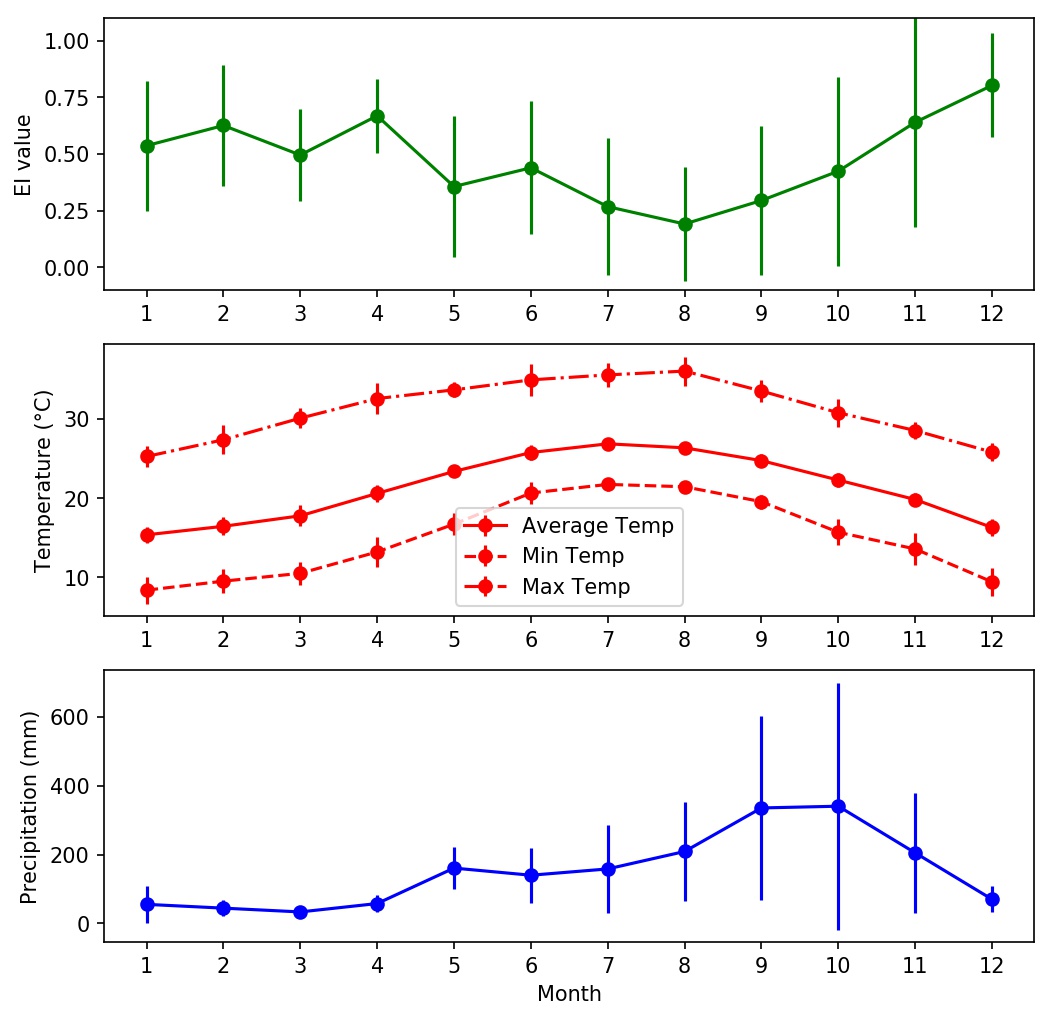 EI value
1.00
0.75
0.50
0.25
0.00
1 2 3 4 5 6 7 8 9 10 11 12
Temperature (°C)
30
20
10
Average Temp
Min Temp
Max Temp
1 2 3 4 5 6 7 8 9 10 11 12
Precipitation (mm)
600
400
200
0
1 2 3 4 5 6 7 8 9 10 11 12
Month